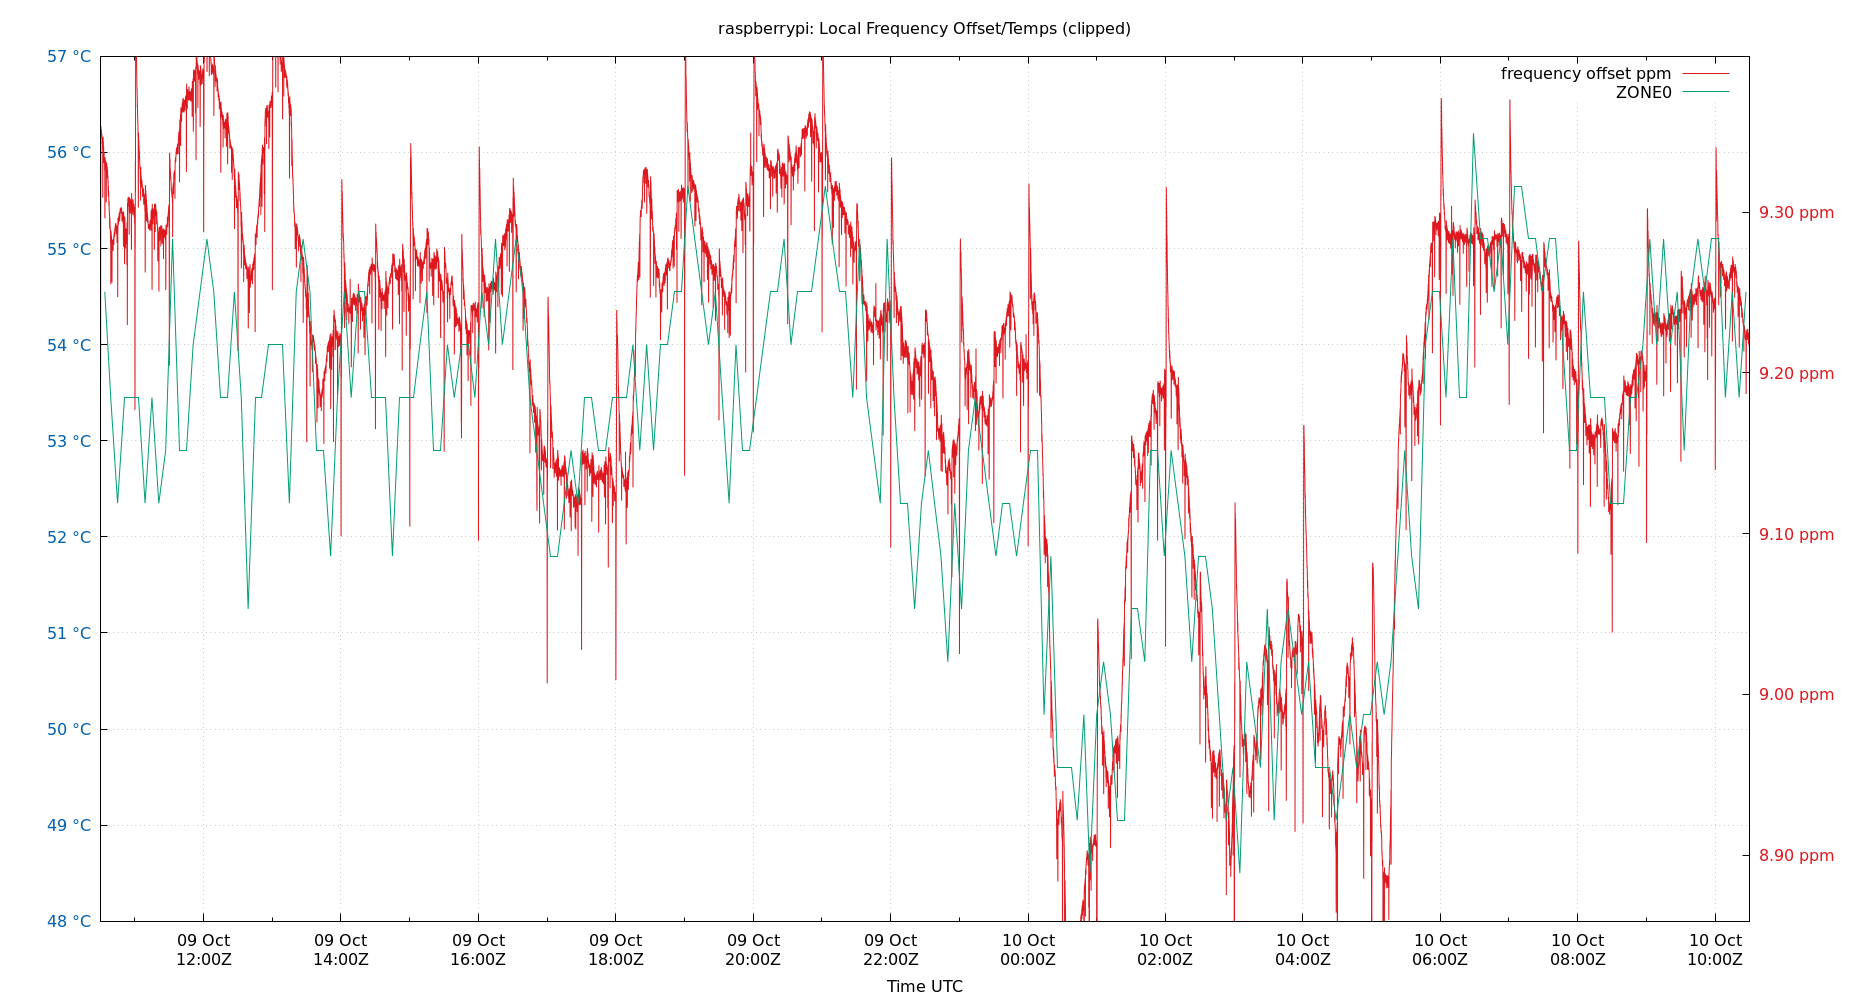 raspberrypi: Local Frequency Offset/Temps (clipped)
frequency offset ppm
ZONE0
57 °C
56 °C
55 °C
54 °C
53 °C
52 °C
51 °C
50 °C
49 °C
48 °C
9.30 ppm
9.20 ppm
9.10 ppm
9.00 ppm
8.90 ppm
09 Oct
12:00Z
09 Oct
14:00Z
09 Oct
16:00Z
09 Oct
18:00Z
09 Oct
20:00Z
09 Oct
22:00Z
10 Oct
00:00Z
10 Oct
02:00Z
10 Oct
04:00Z
10 Oct
06:00Z
10 Oct
08:00Z
10 Oct
10:00Z
Time UTC